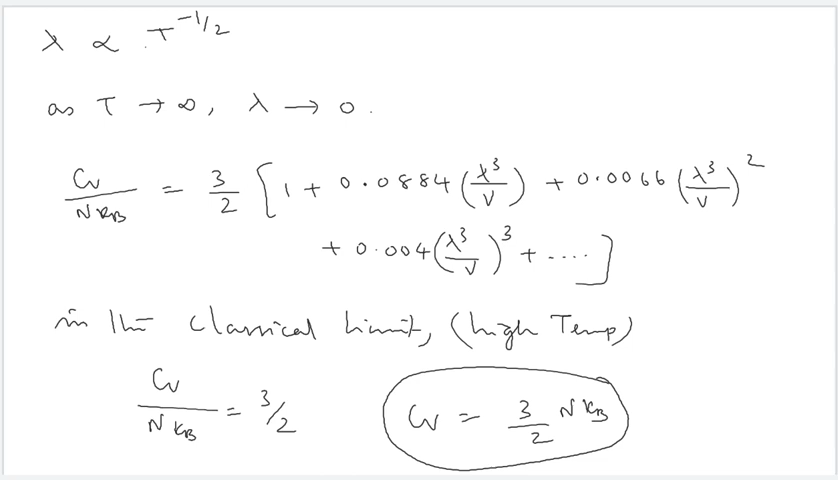 λ ∝ T^{-1/2}
as T → ∞, λ → 0.
Cv/NkB = 3/2 [1 + 0.0884 (λ³/v) + 0.0066 (λ³/v)²
+ 0.004 (λ³/v)³ + ....]
in the classical limit, (high Temp)
Cv/NkB = 3/2    Cv = 3/2 NkB